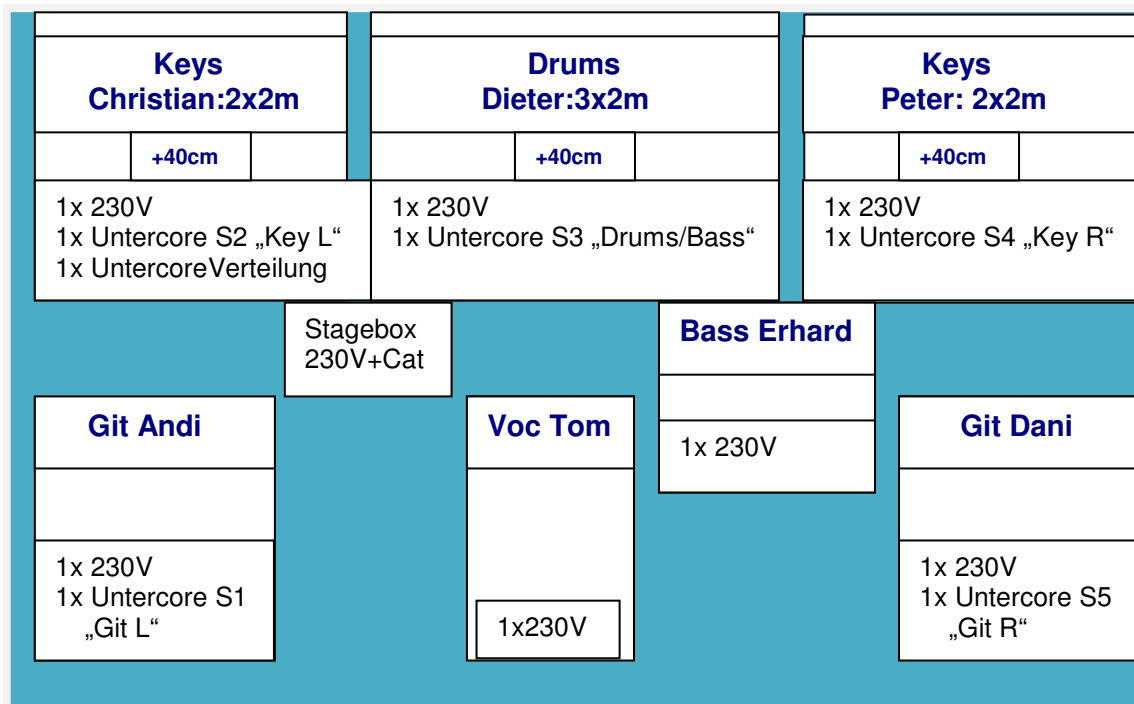 Keys
Christian:2x2m
+40cm
1x 230V
1x Untercore S2 „Key L“
1x UntercoreVerteilung
Drums
Dieter:3x2m
+40cm
1x 230V
1x Untercore S3 „Drums/Bass“
Keys
Peter: 2x2m
+40cm
1x 230V
1x Untercore S4 „Key R“
Stagebox
230V+Cat
Bass Erhard
1x 230V
Git Andi
1x 230V
1x Untercore S1
„Git L“
Voc Tom
1x230V
Git Dani
1x 230V
1x Untercore S5
„Git R“